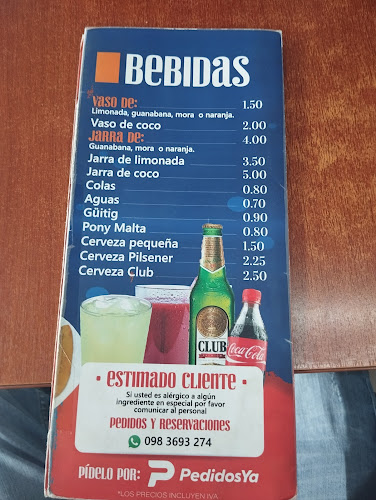 BEBIDAS
VASO DE: 1.50
Limonada, guanabana, mora o naranja.
Vaso de coco 2.00
JARRA DE: 4.00
Guanabana, mora o naranja.
Jarra de limonada 3.50
Jarra de coco 5.00
Colas 0.80
Aguas 0.70
Güitig 0.90
Pony Malta 0.80
Cerveza pequeña 1.50
Cerveza Pilsener 2.25
Cerveza Club 2.50
CLUB
Coca-Cola
• ESTIMADO CLIENTE •
Si usted es alérgico a algún
ingrediente en especial por favor
comunicar al personal
PEDIDOS Y RESERVACIONES
098 3693 274
PÍDELO POR: PedidosYa
*LOS PRECIOS INCLUYEN IVA